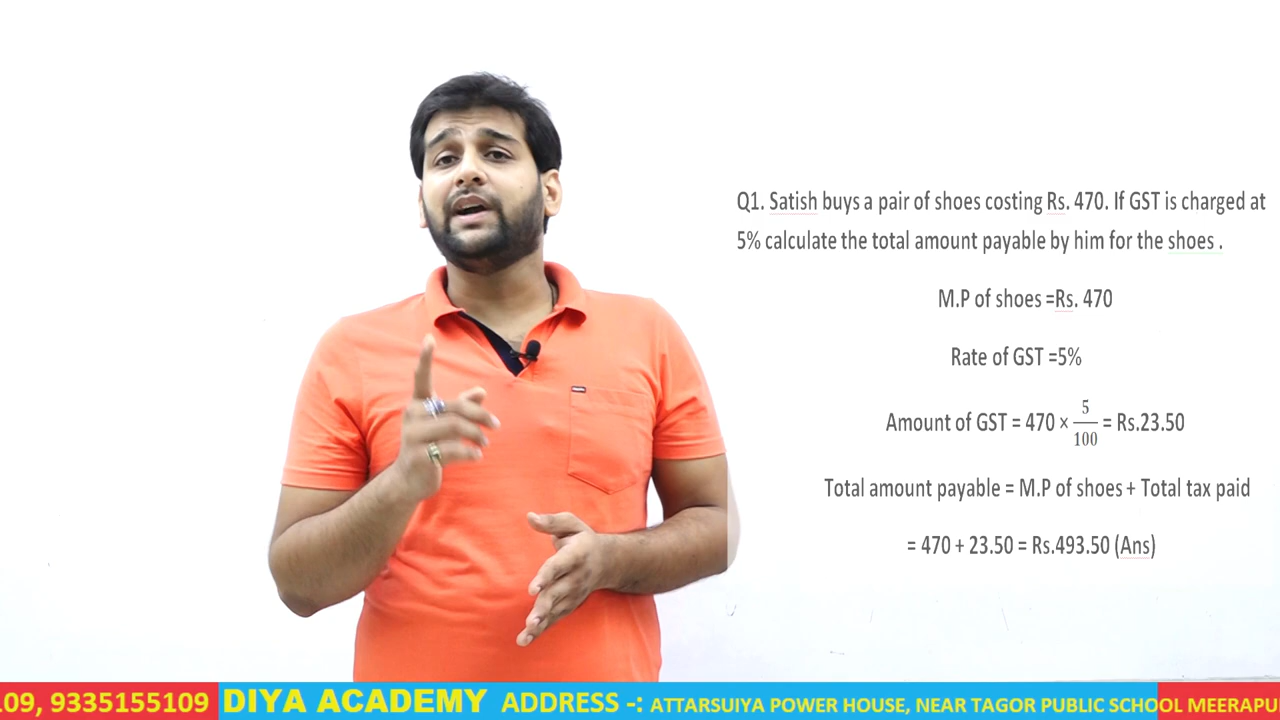 Q1. Satish buys a pair of shoes costing Rs. 470. If GST is charged at
5% calculate the total amount payable by him for the shoes .
M.P of shoes =Rs. 470
Rate of GST =5%
Amount of GST = 470 × 5/100 = Rs.23.50
Total amount payable = M.P of shoes + Total tax paid
= 470 + 23.50 = Rs.493.50 (Ans)
109, 9335155109 DIYA ACADEMY ADDRESS -: ATTARSUIYA POWER HOUSE, NEAR TAGOR PUBLIC SCHOOL MEERAPU